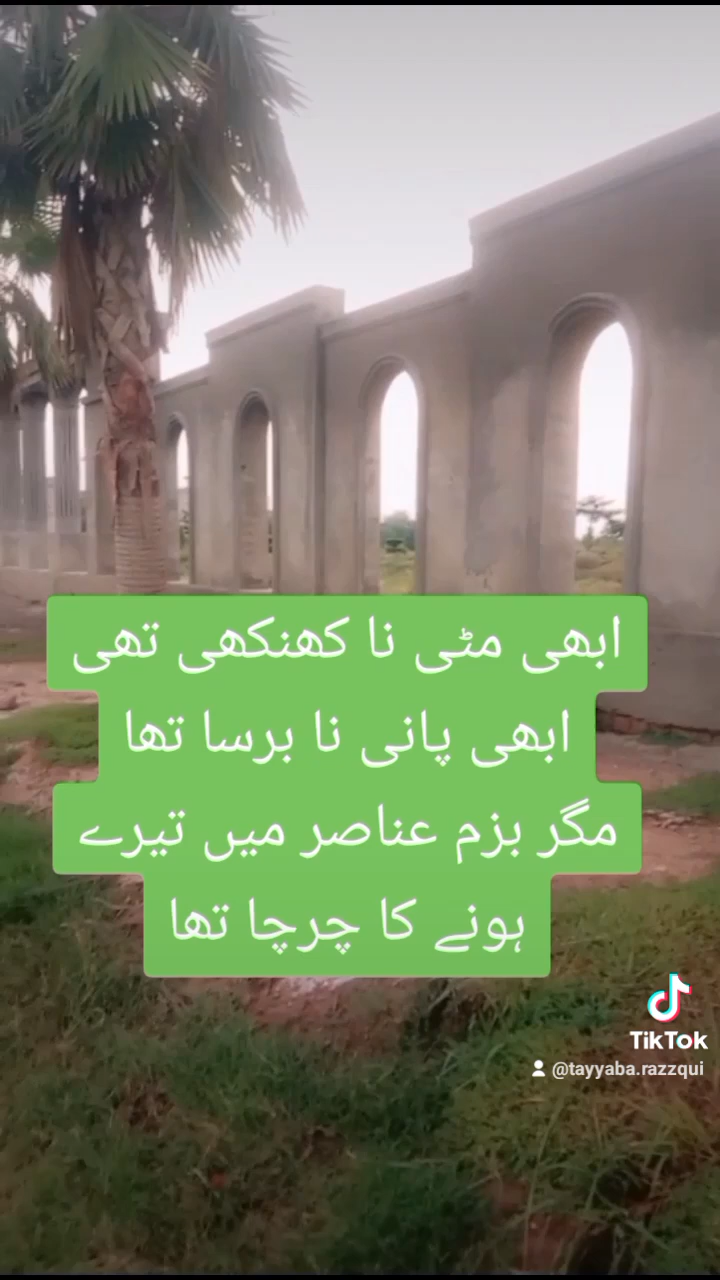 ابھی مٹی نا کھنکھی تھی
ابھی پانی نا برسا تھا
مگر بزم عناصر میں تیرے
ہونے کا چرچا تھا
TikTok
@tayyaba.razzqui